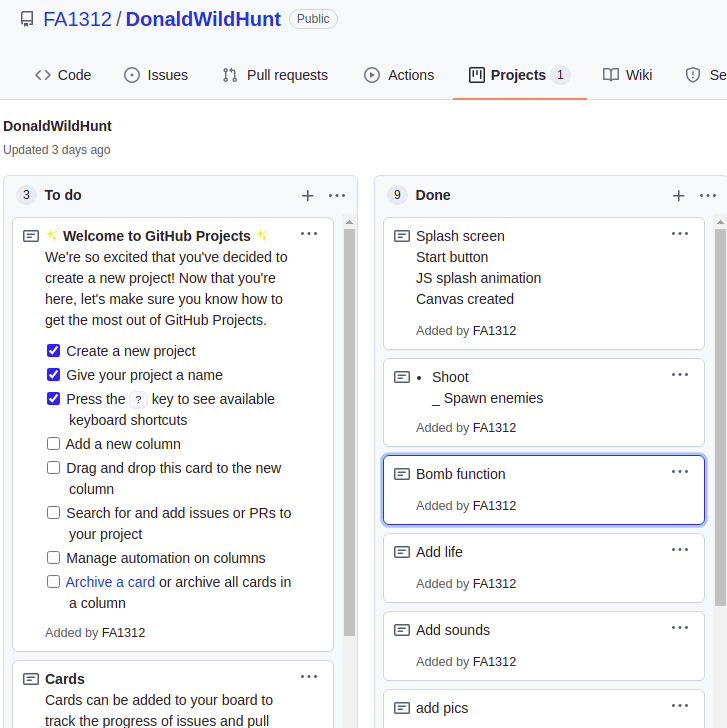 FA1312 / DonaldWildHunt Public
Code Issues Pull requests Actions Projects 1 Wiki Se
DonaldWildHunt
Updated 3 days ago
3 To do
✨ Welcome to GitHub Projects ✨
We're so excited that you've decided to
create a new project! Now that you're
here, let's make sure you know how to
get the most out of GitHub Projects.
Create a new project
Give your project a name
Press the ? key to see available
keyboard shortcuts
Add a new column
Drag and drop this card to the new
column
Search for and add issues or PRs to
your project
Manage automation on columns
Archive a card or archive all cards in
a column
Added by FA1312
Cards
Cards can be added to your board to
track the progress of issues and pull
9 Done
Splash screen
Start button
JS splash animation
Canvas created
Added by FA1312
• Shoot
_ Spawn enemies
Added by FA1312
Bomb function
Added by FA1312
Add life
Added by FA1312
Add sounds
Added by FA1312
add pics